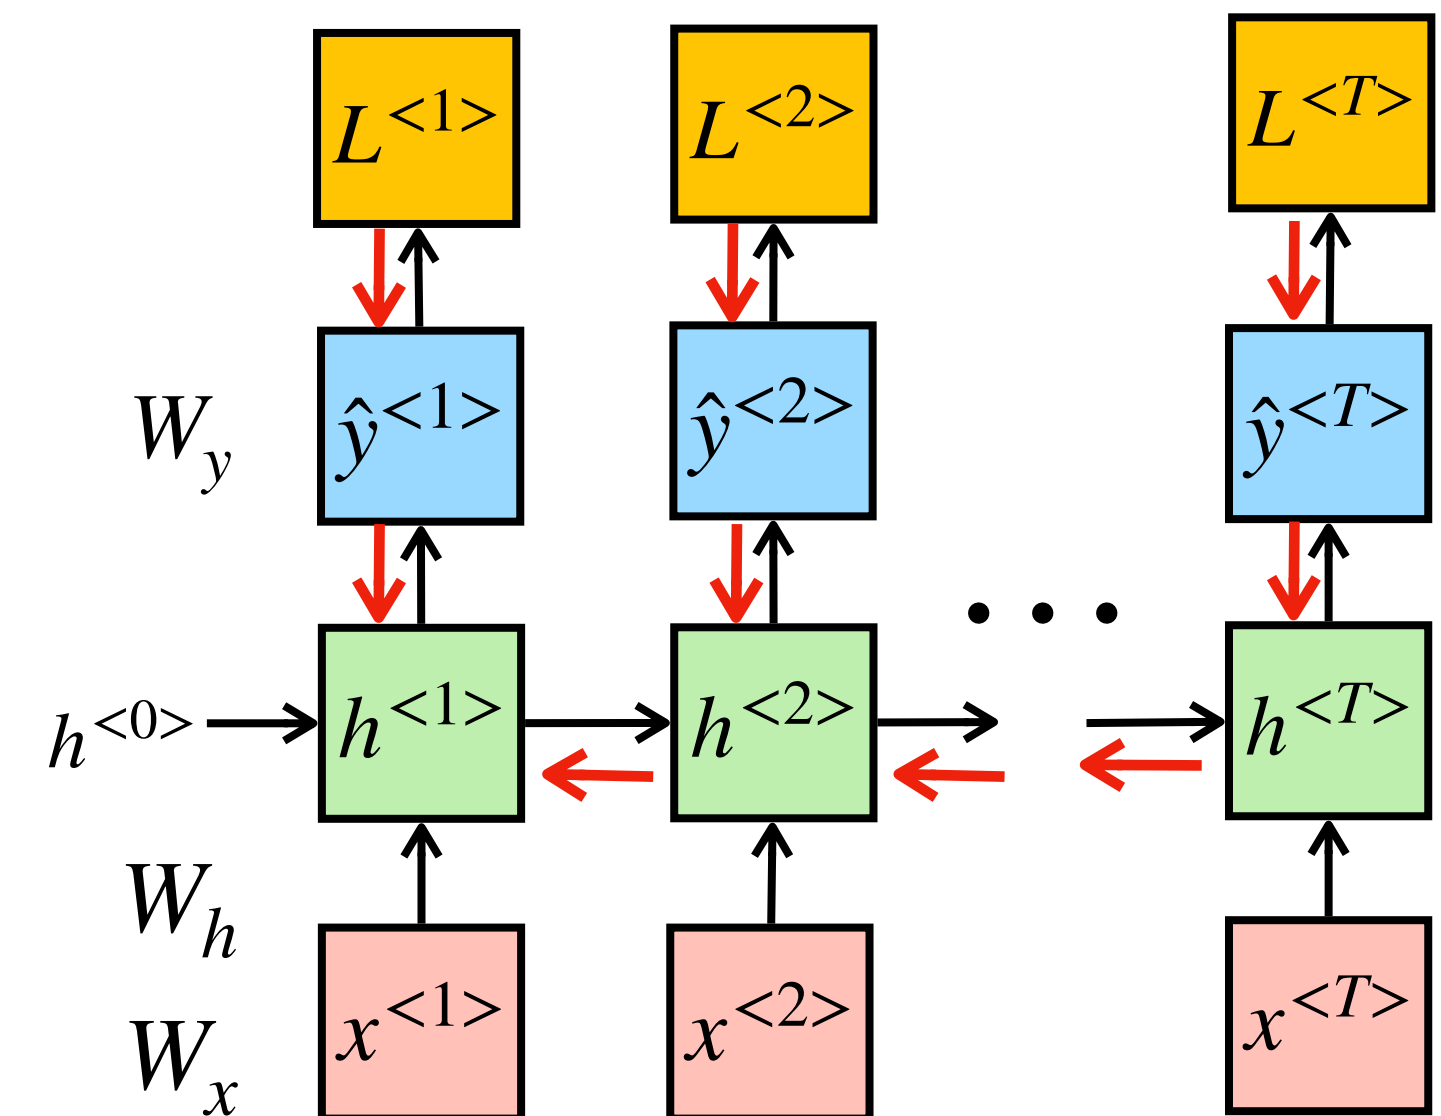 L<1> L<2> L<T>
W_y ŷ<1> ŷ<2> ŷ<T>
• • •
h<0> h<1> h<2> h<T>
W_h
W_x x<1> x<2> x<T>